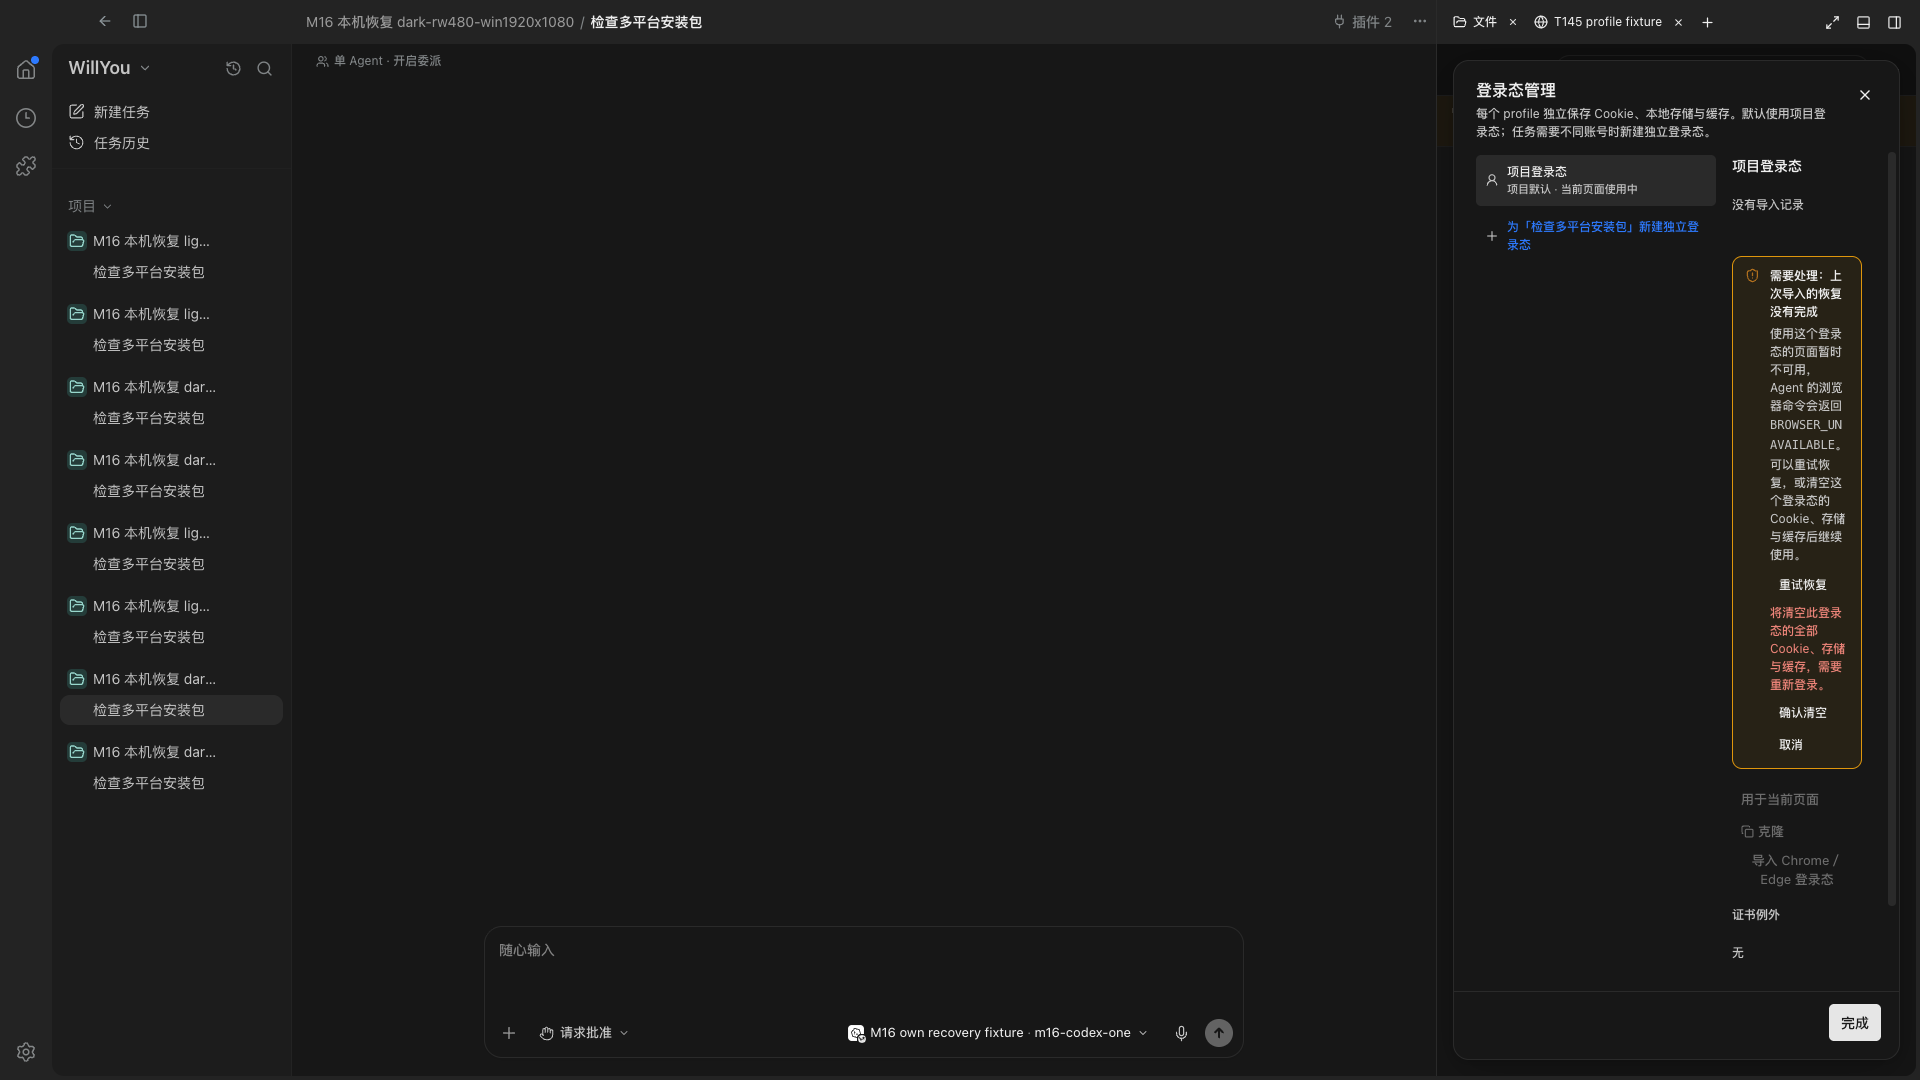 M16 本机恢复 dark-rw480-win1920x1080 / 检查多平台安装包
插件 2
文件
T145 profile fixture
WillYou
新建任务
任务历史
项目
M16 本机恢复 lig...
检查多平台安装包
M16 本机恢复 lig...
检查多平台安装包
M16 本机恢复 dar...
检查多平台安装包
M16 本机恢复 dar...
检查多平台安装包
M16 本机恢复 lig...
检查多平台安装包
M16 本机恢复 lig...
检查多平台安装包
M16 本机恢复 dar...
检查多平台安装包
M16 本机恢复 dar...
检查多平台安装包
单 Agent · 开启委派
随心输入
请求批准
M16 own recovery fixture · m16-codex-one
登录态管理
每个 profile 独立保存 Cookie、本地存储与缓存。默认使用项目登
录态；任务需要不同账号时新建独立登录态。
项目登录态
项目默认 · 当前页面使用中
为「检查多平台安装包」新建独立登
录态
项目登录态
没有导入记录
需要处理：上
次导入的恢复
没有完成
使用这个登录
态的页面暂时
不可用，
Agent 的浏览
器命令会返回
BROWSER_UN
AVAILABLE。
可以重试恢
复，或清空这
个登录态的
Cookie、存储
与缓存后继续
使用。
重试恢复
将清空此登录
态的全部
Cookie、存储
与缓存，需要
重新登录。
确认清空
取消
用于当前页面
克隆
导入 Chrome /
Edge 登录态
证书例外
无
完成